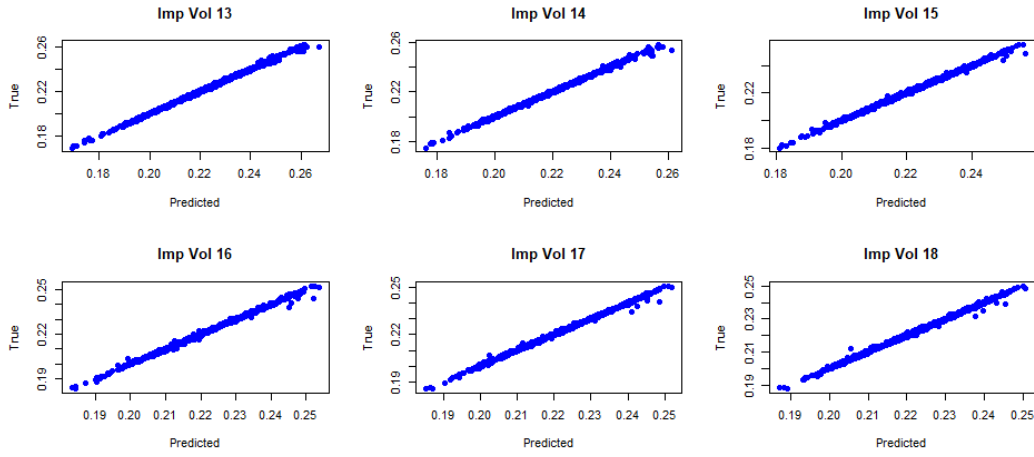 Imp Vol 13
True
0.18 0.22 0.26
0.18 0.20 0.22 0.24 0.26
Predicted
Imp Vol 14
True
0.18 0.22 0.26
0.18 0.20 0.22 0.24 0.26
Predicted
Imp Vol 15
True
0.18 0.22
0.18 0.20 0.22 0.24
Predicted
Imp Vol 16
True
0.19 0.22 0.25
0.19 0.20 0.21 0.22 0.23 0.24 0.25
Predicted
Imp Vol 17
True
0.19 0.22 0.25
0.19 0.20 0.21 0.22 0.23 0.24 0.25
Predicted
Imp Vol 18
True
0.19 0.21 0.23 0.25
0.19 0.20 0.21 0.22 0.23 0.24 0.25
Predicted